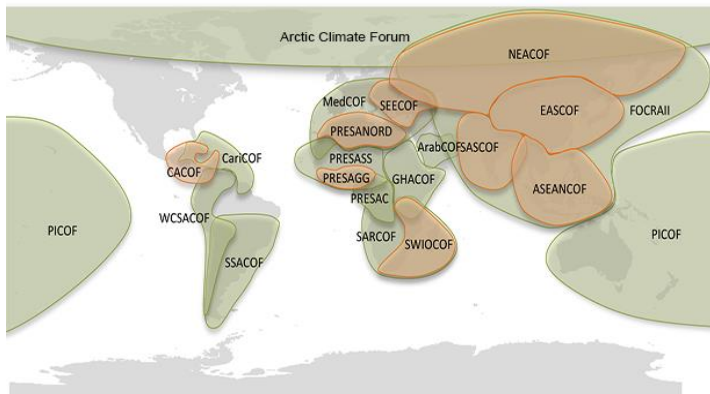 Arctic Climate Forum
NEACOF
MedCOF
SEECOF
EASCOF
FOCRAII
PRESANORD
CariCOF
PRESASS
ArabCOF
SASCOF
CACOF
PRESAGG
GHACOF
ASEANCOF
PRESAC
WCSACOF
PICOF
SARCOF
SWIOCOF
PICOF
SSACOF